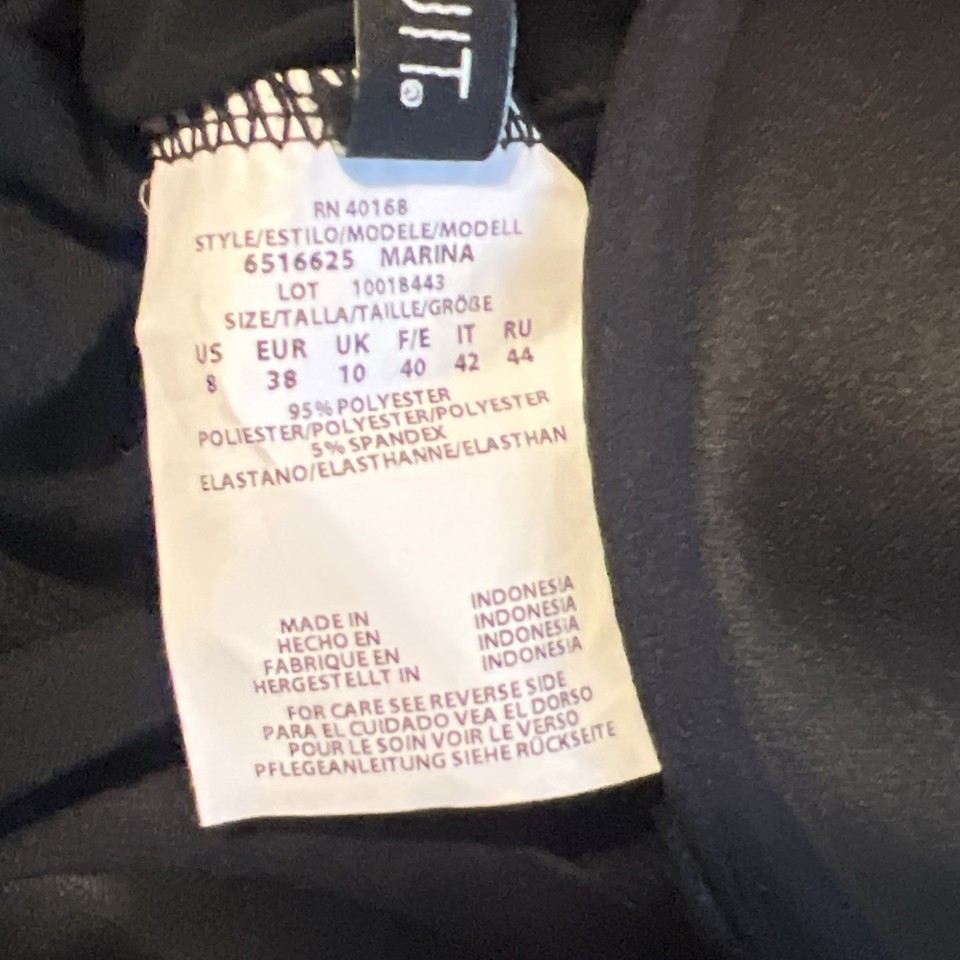 RN 40168
STYLE/ESTILO/MODELE/MODELL
6516625 MARINA
LOT 10018443
SIZE/TALLA/TAILLE/GRÖßE
US EUR UK F/E IT RU
8 38 10 40 42 44
95% POLYESTER
POLIESTER/POLYESTER/POLYESTER
5% SPANDEX
ELASTANO/ELASTHANNE/ELASTHAN
MADE IN INDONESIA
HECHO EN INDONESIA
FABRIQUE EN INDONESIA
HERGESTELLT IN INDONESIA
FOR CARE SEE REVERSE SIDE
PARA EL CUIDADO VEA EL DORSO
POUR LE SOIN VOIR LE VERSO
PFLEGEANLEITUNG SIEHE RÜCKSEITE